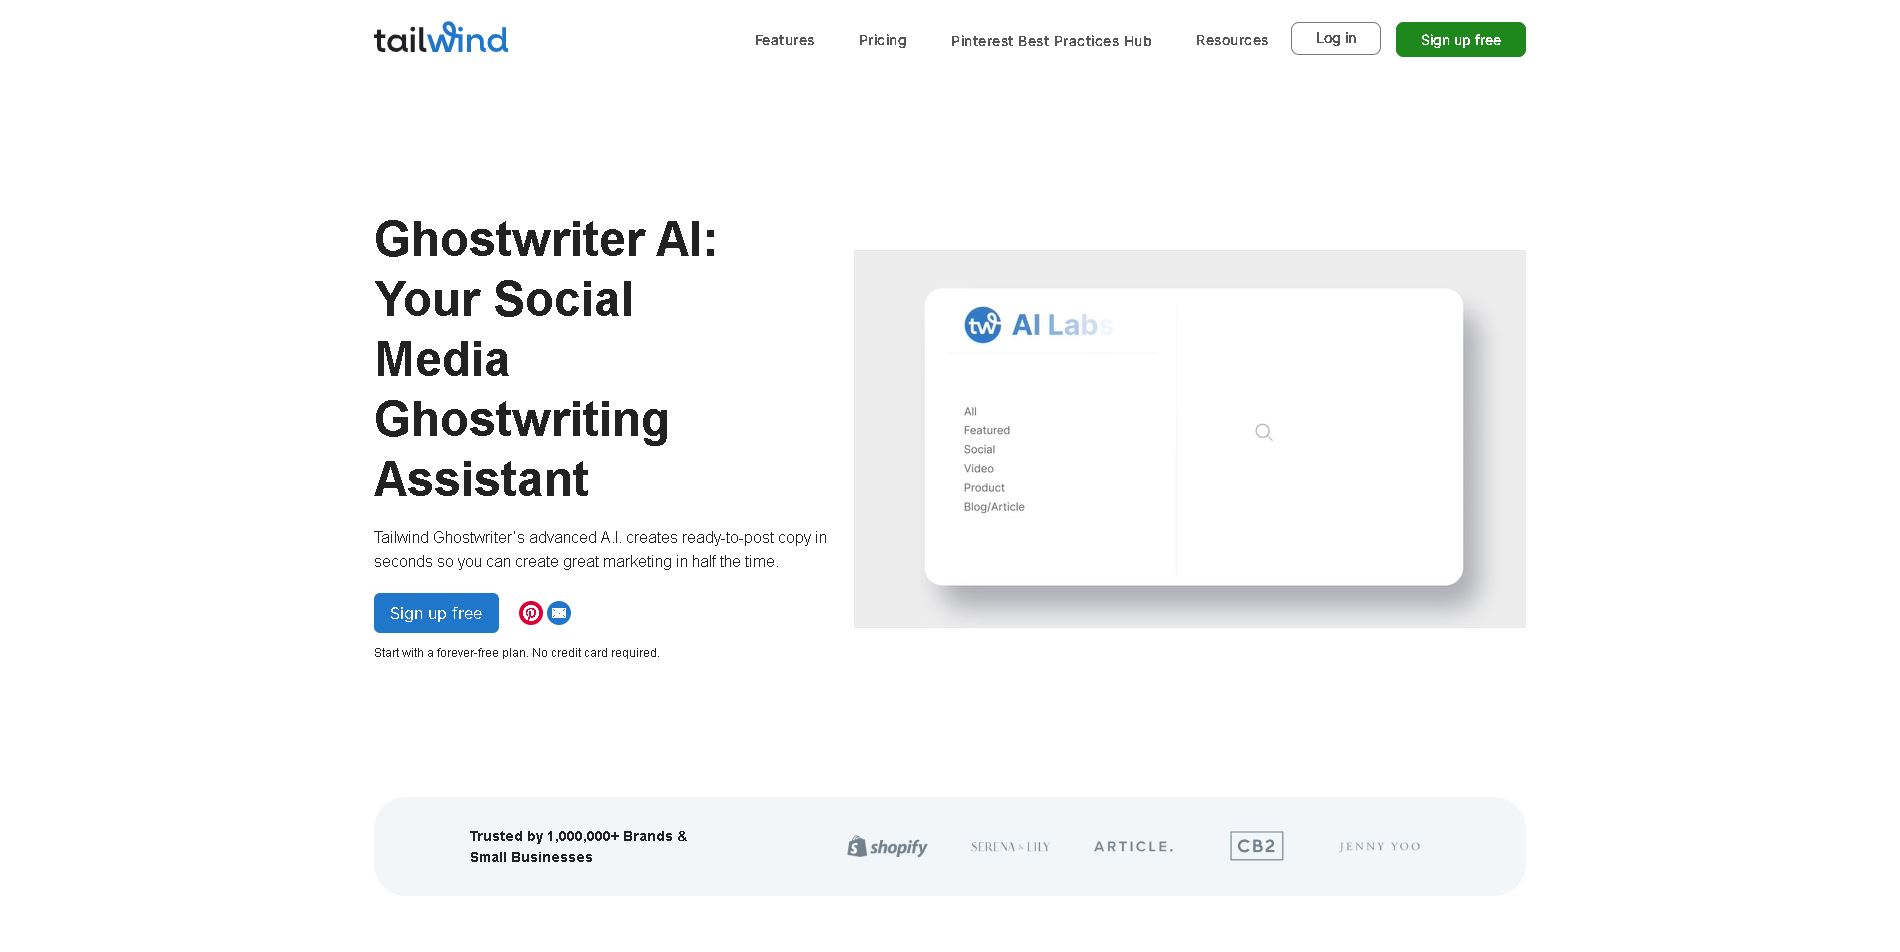 tailwind
Features Pricing Pinterest Best Practices Hub Resources Log in Sign up free
Ghostwriter AI:
Your Social
Media
Ghostwriting
Assistant
Tailwind Ghostwriter's advanced A.I. creates ready-to-post copy in
seconds so you can create great marketing in half the time.
Sign up free
Start with a forever-free plan. No credit card required.
tw AI Labs
All
Featured
Social
Video
Product
Blog/Article
Trusted by 1,000,000+ Brands &
Small Businesses
shopify SERENA & LILY ARTICLE. CB2 JENNY YOO